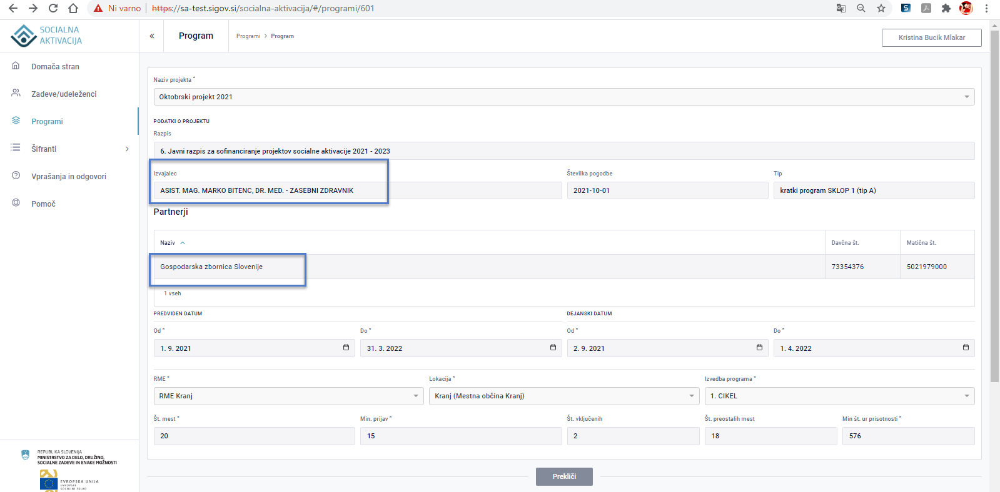 Ni varno https://sa-test.sigov.si/socialna-aktivacija/#/programi/601
SOCIALNA
AKTIVACIJA
« Program Programi > Program Kristina Bucik Mlakar
Domača stran
Zadeve/udeleženci
Programi
Šifranti
Vprašanja in odgovori
Pomoč
Naziv projekta *
Oktobrski projekt 2021
PODATKI O PROJEKTU
Razpis
6. Javni razpis za sofinanciranje projektov socialne aktivacije 2021 - 2023
Izvajalec Številka pogodbe Tip
ASIST. MAG. MARKO BITENC, DR. MED. - ZASEBNI ZDRAVNIK 2021-10-01 kratki program SKLOP 1 (tip A)
Partnerji
Naziv Davčna št. Matična št.
Gospodarska zbornica Slovenije 73354376 5021979000
1 vseh
PREDVIDEN DATUM DEJANSKI DATUM
Od * Do * Od * Do *
1. 9. 2021 31. 3. 2022 2. 9. 2021 1. 4. 2022
RME * Lokacija * Izvedba programa *
RME Kranj Kranj (Mestna občina Kranj) 1. CIKEL
Št. mest * Min. prijav * Št. vključenih Št. preostalih mest Min št. ur prisotnosti *
20 15 2 18 576
Prekliči
REPUBLIKA SLOVENIJA
MINISTRSTVO ZA DELO, DRUŽINO,
SOCIALNE ZADEVE IN ENAKE MOŽNOSTI
EVROPSKA UNIJA
EVROPSKI
SOCIALNI SKLAD